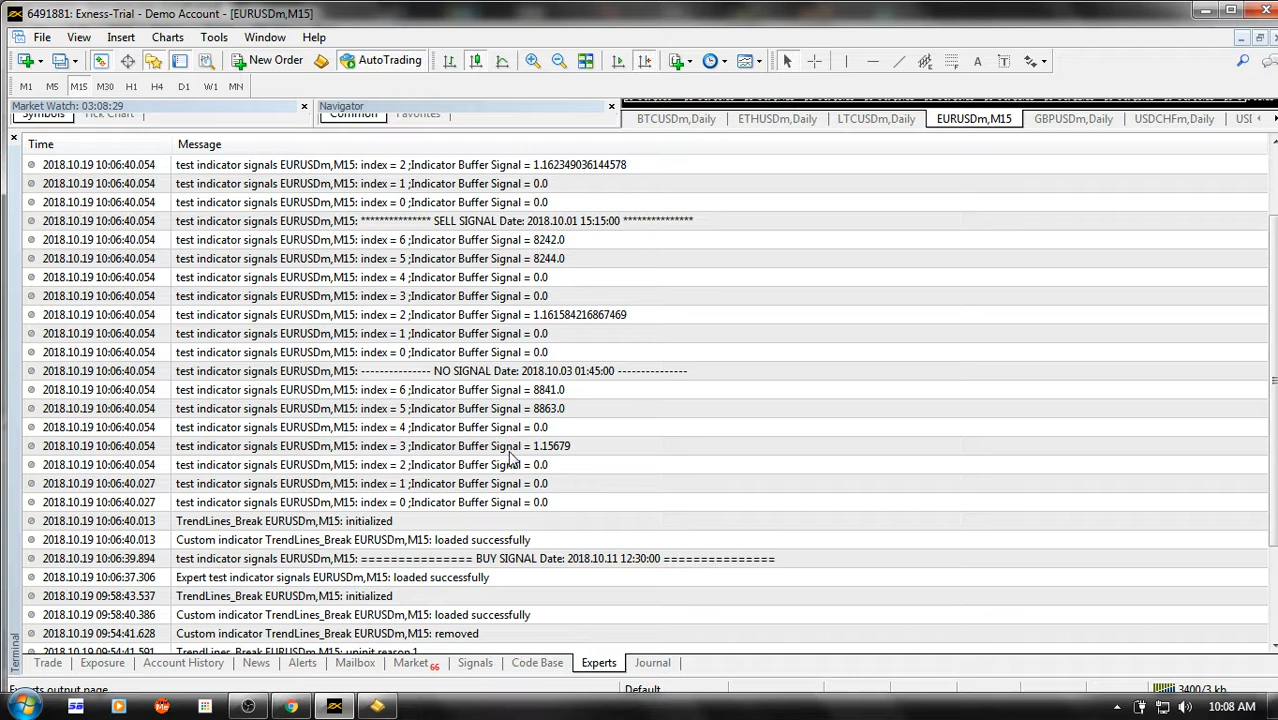 6491881: Exness-Trial - Demo Account - [EURUSDm,M15]
File View Insert Charts Tools Window Help
New Order AutoTrading
M1 M5 M15 M30 H1 H4 D1 W1 MN
Market Watch: 03:08:29
Navigator
Symbols Tick Chart Common Favorites
BTCUSDm,Daily ETHUSDm,Daily LTCUSDm,Daily EURUSDm,M15 GBPUSDm,Daily USDCHFm,Daily USI
Time Message
2018.10.19 10:06:40.054 test indicator signals EURUSDm,M15: index = 2 ;Indicator Buffer Signal = 1.162349036144578
2018.10.19 10:06:40.054 test indicator signals EURUSDm,M15: index = 1 ;Indicator Buffer Signal = 0.0
2018.10.19 10:06:40.054 test indicator signals EURUSDm,M15: index = 0 ;Indicator Buffer Signal = 0.0
2018.10.19 10:06:40.054 test indicator signals EURUSDm,M15: *************** SELL SIGNAL Date: 2018.10.01 15:15:00 ***************
2018.10.19 10:06:40.054 test indicator signals EURUSDm,M15: index = 6 ;Indicator Buffer Signal = 8242.0
2018.10.19 10:06:40.054 test indicator signals EURUSDm,M15: index = 5 ;Indicator Buffer Signal = 8244.0
2018.10.19 10:06:40.054 test indicator signals EURUSDm,M15: index = 4 ;Indicator Buffer Signal = 0.0
2018.10.19 10:06:40.054 test indicator signals EURUSDm,M15: index = 3 ;Indicator Buffer Signal = 0.0
2018.10.19 10:06:40.054 test indicator signals EURUSDm,M15: index = 2 ;Indicator Buffer Signal = 1.161584216867469
2018.10.19 10:06:40.054 test indicator signals EURUSDm,M15: index = 1 ;Indicator Buffer Signal = 0.0
2018.10.19 10:06:40.054 test indicator signals EURUSDm,M15: index = 0 ;Indicator Buffer Signal = 0.0
2018.10.19 10:06:40.054 test indicator signals EURUSDm,M15: --------------- NO SIGNAL Date: 2018.10.03 01:45:00 ---------------
2018.10.19 10:06:40.054 test indicator signals EURUSDm,M15: index = 6 ;Indicator Buffer Signal = 8841.0
2018.10.19 10:06:40.054 test indicator signals EURUSDm,M15: index = 5 ;Indicator Buffer Signal = 8863.0
2018.10.19 10:06:40.054 test indicator signals EURUSDm,M15: index = 4 ;Indicator Buffer Signal = 0.0
2018.10.19 10:06:40.054 test indicator signals EURUSDm,M15: index = 3 ;Indicator Buffer Signal = 1.15679
2018.10.19 10:06:40.054 test indicator signals EURUSDm,M15: index = 2 ;Indicator Buffer Signal = 0.0
2018.10.19 10:06:40.027 test indicator signals EURUSDm,M15: index = 1 ;Indicator Buffer Signal = 0.0
2018.10.19 10:06:40.027 test indicator signals EURUSDm,M15: index = 0 ;Indicator Buffer Signal = 0.0
2018.10.19 10:06:40.013 TrendLines_Break EURUSDm,M15: initialized
2018.10.19 10:06:40.013 Custom indicator TrendLines_Break EURUSDm,M15: loaded successfully
2018.10.19 10:06:39.894 test indicator signals EURUSDm,M15: =============== BUY SIGNAL Date: 2018.10.11 12:30:00 ===============
2018.10.19 10:06:37.306 Expert test indicator signals EURUSDm,M15: loaded successfully
2018.10.19 09:58:43.537 TrendLines_Break EURUSDm,M15: initialized
2018.10.19 09:58:40.386 Custom indicator TrendLines_Break EURUSDm,M15: loaded successfully
2018.10.19 09:54:41.628 Custom indicator TrendLines_Break EURUSDm,M15: removed
2018.10.19 09:54:41.591 TrendLines_Break EURUSDm,M15: uninit reason 1
Terminal
Trade Exposure Account History News Alerts Mailbox Market 66 Signals Code Base Experts Journal
Experts output page Default 3400/3 kb
10:08 AM